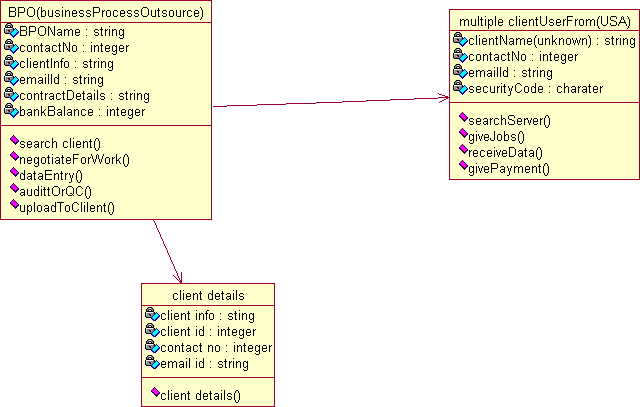 BPO(businessProcessOutsource)
BPOName : string
contactNo : integer
clientInfo : string
emailId : string
contractDetails : string
bankBalance : integer
search client()
negotiateForWork()
dataEntry()
audittOrQC()
uploadToClilent()
multiple clientUserFrom(USA)
clientName(unknown) : string
contactNo : integer
emailId : string
securityCode : charater
searchServer()
giveJobs()
receiveData()
givePayment()
client details
client info : sting
client id : integer
contact no : integer
email id : string
client details()